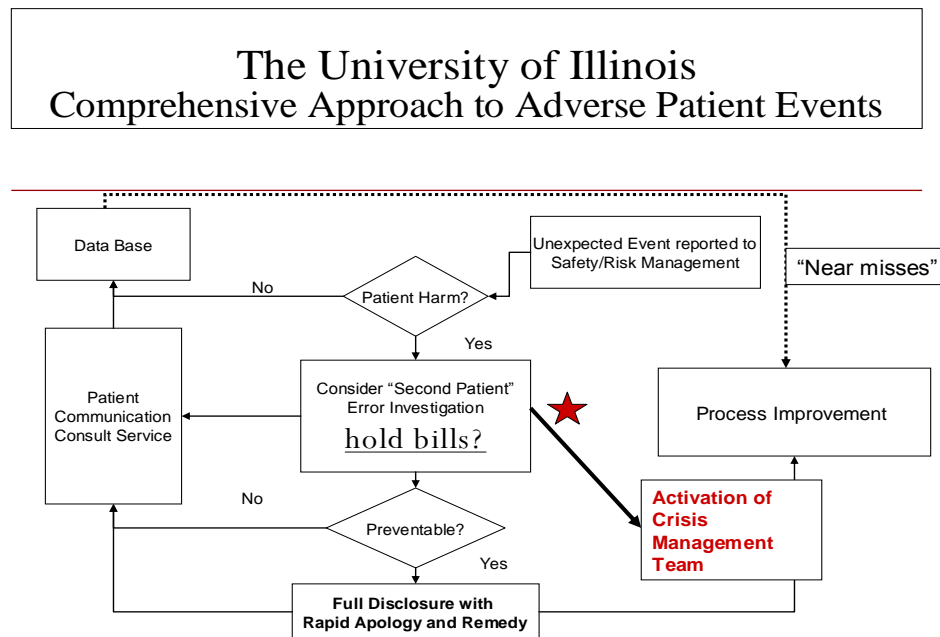 The University of Illinois
Comprehensive Approach to Adverse Patient Events
Data Base
Unexpected Event reported to
Safety/Risk Management
“Near misses”
No
Patient Harm?
Yes
Patient
Communication
Consult Service
Consider “Second Patient”
Error Investigation
hold bills?
Process Improvement
No
Preventable?
Activation of
Crisis
Management
Team
Yes
Full Disclosure with
Rapid Apology and Remedy